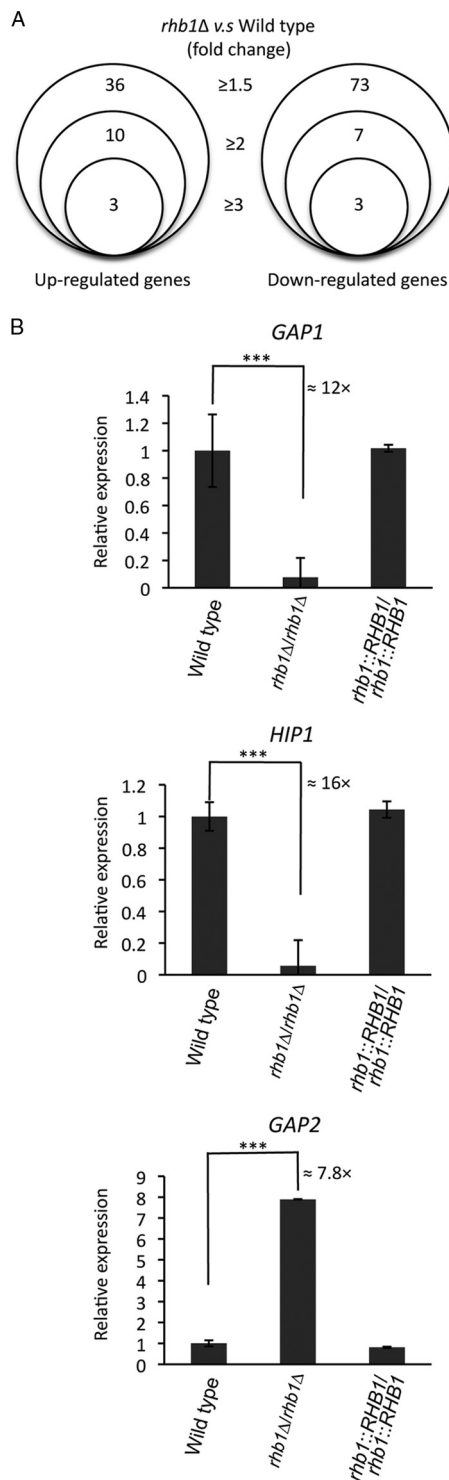 A
rhb1Δ v.s Wild type
(fold change)
36 ≥1.5 73
10 ≥2 7
3 ≥3 3
Up-regulated genes Down-regulated genes
B
GAP1
***
≈ 12×
Relative expression
1.4
1.2
1
0.8
0.6
0.4
0.2
0
Wild type
rhb1Δ/rhb1Δ
rhb1::RHB1/
rhb1::RHB1
HIP1
***
≈ 16×
Relative expression
1.2
1
0.8
0.6
0.4
0.2
0
Wild type
rhb1Δ/rhb1Δ
rhb1::RHB1/
rhb1::RHB1
GAP2
***
≈ 7.8×
Relative expression
9
8
7
6
5
4
3
2
1
0
Wild type
rhb1Δ/rhb1Δ
rhb1::RHB1/
rhb1::RHB1